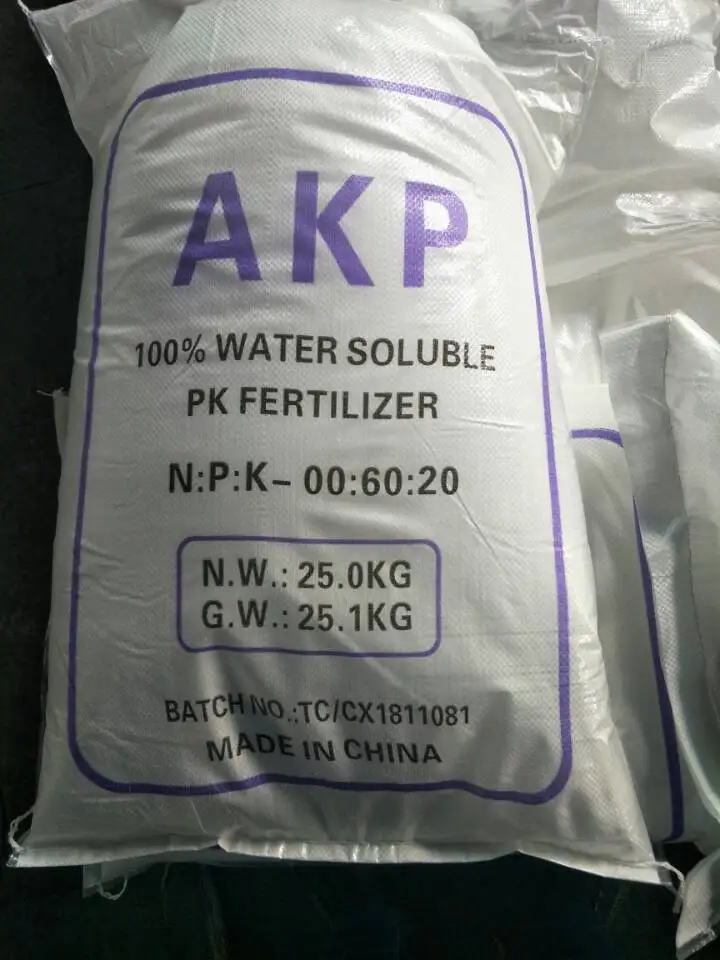 AKP
100% WATER SOLUBLE
PK FERTILIZER
N:P:K- 00:60:20
N.W.: 25.0KG
G.W.: 25.1KG
BATCH NO.:TC/CX1811081
MADE IN CHINA